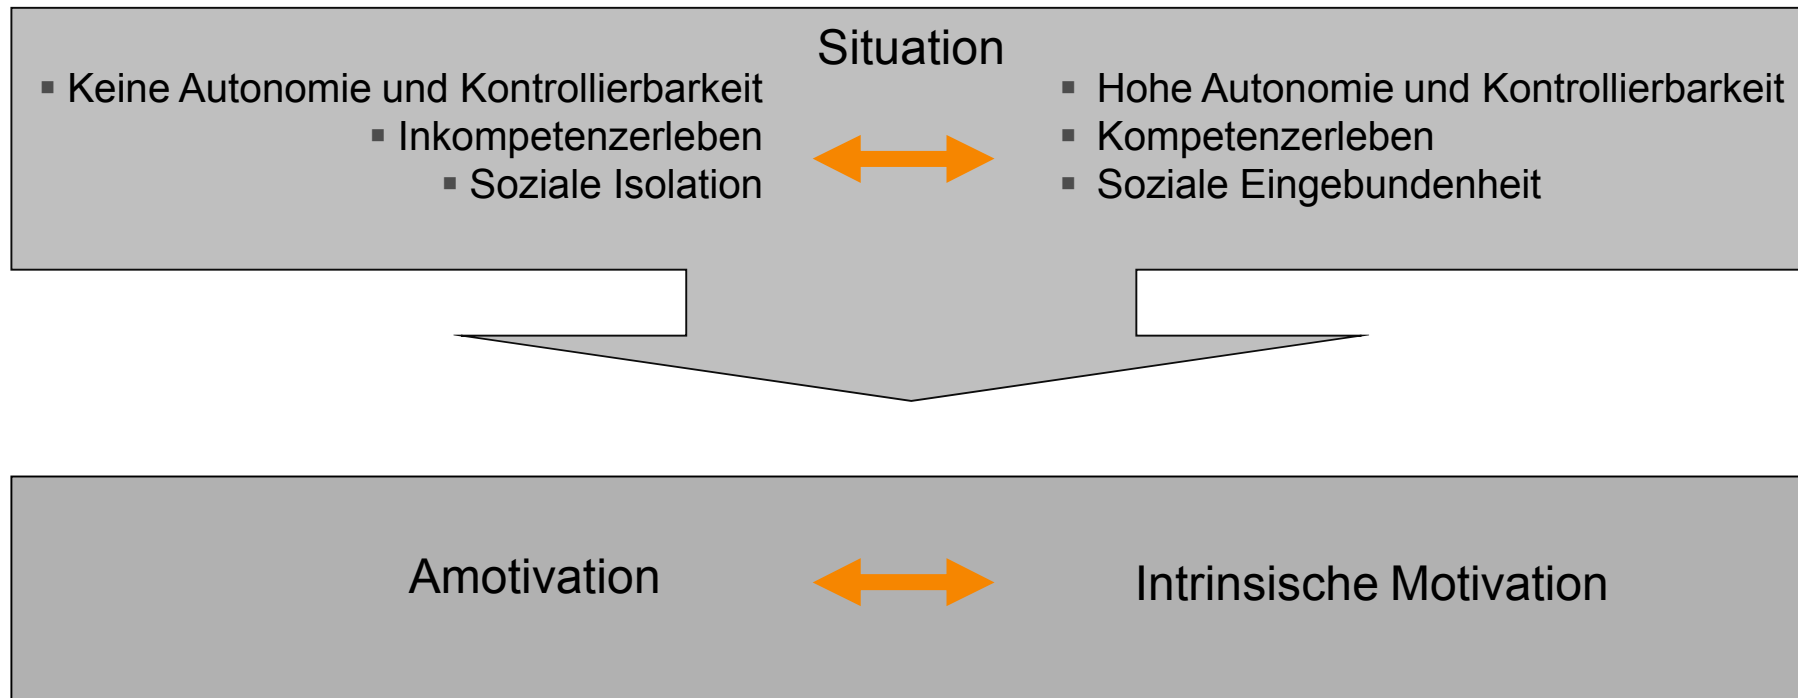 Situation
▪ Keine Autonomie und Kontrollierbarkeit
▪ Inkompetenzerleben
▪ Soziale Isolation
▪ Hohe Autonomie und Kontrollierbarkeit
▪ Kompetenzerleben
▪ Soziale Eingebundenheit
Amotivation
Intrinsische Motivation